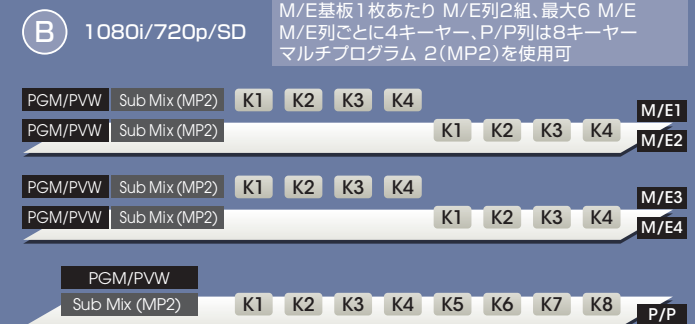 B 1080i/720p/SD
M/E基板1枚あたり M/E列2組、最大6 M/E
M/E列ごとに4キーヤー、P/P列は8キーヤー
マルチプログラム 2(MP2)を使用可
PGM/PVW Sub Mix (MP2) K1 K2 K3 K4 M/E1
PGM/PVW Sub Mix (MP2) K1 K2 K3 K4 M/E2
PGM/PVW Sub Mix (MP2) K1 K2 K3 K4 M/E3
PGM/PVW Sub Mix (MP2) K1 K2 K3 K4 M/E4
PGM/PVW
Sub Mix (MP2) K1 K2 K3 K4 K5 K6 K7 K8 P/P